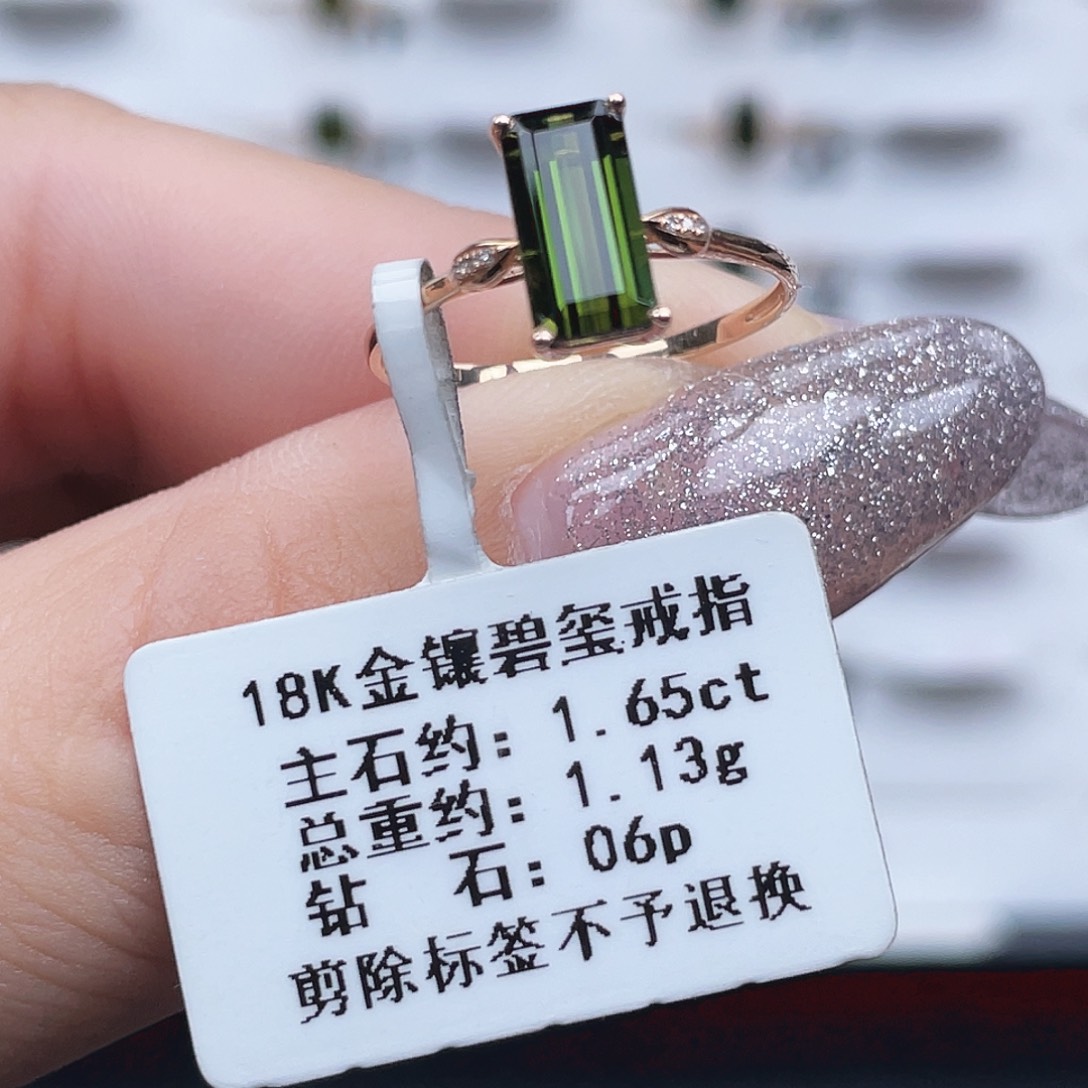 18K金镶碧玺戒指
主石约：1.65ct
总重约：1.13g
钻 石：06p
剪除标签不予退换